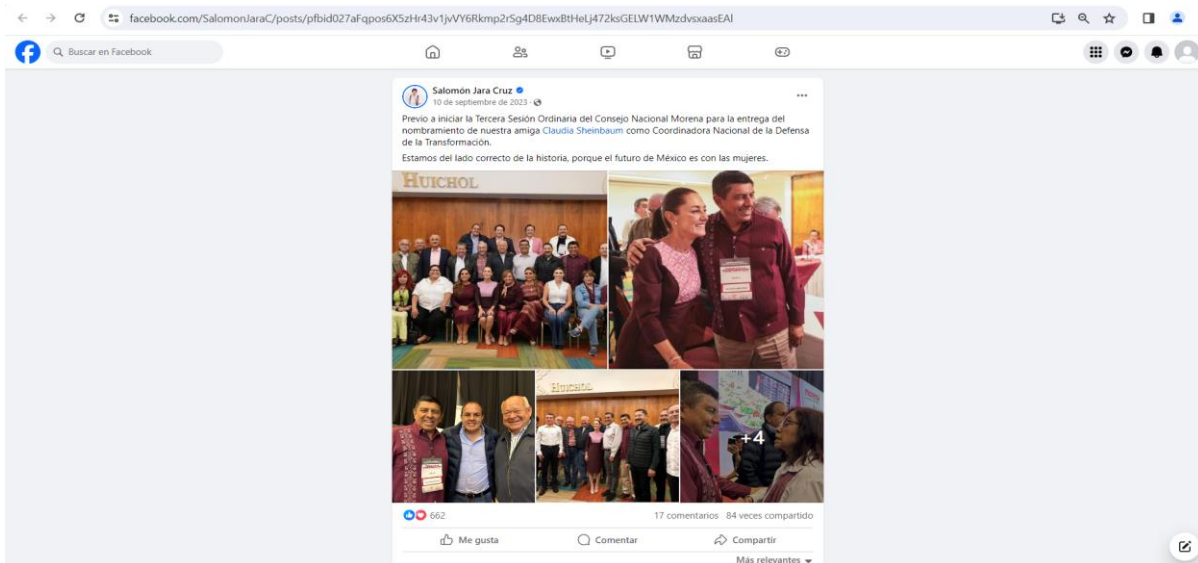 facebook.com/SalomonJaraC/posts/pfbid027aFqpos6X5zHr43v1jvVY6Rkmp2rSg4D8EwxBtHeLj472ksGELW1WMzdvsxaasEAl
Buscar en Facebook
Salomón Jara Cruz
10 de septiembre de 2023
Previo a iniciar la Tercera Sesión Ordinaria del Consejo Nacional Morena para la entrega del
nombramiento de nuestra amiga Claudia Sheinbaum como Coordinadora Nacional de la Defensa
de la Transformación.
Estamos del lado correcto de la historia, porque el futuro de México es con las mujeres.
HUICHOL
HUICHOL
+4
662
17 comentarios 84 veces compartido
Me gusta Comentar Compartir
Más relevantes